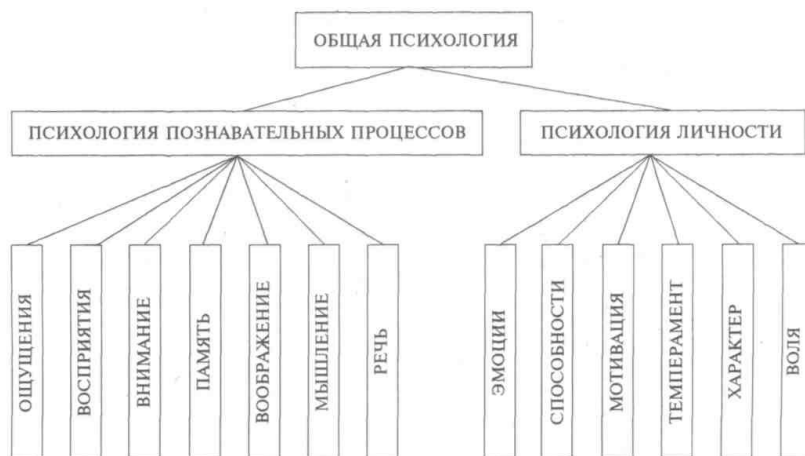 ОБЩАЯ ПСИХОЛОГИЯ
ПСИХОЛОГИЯ ПОЗНАВАТЕЛЬНЫХ ПРОЦЕССОВ
ПСИХОЛОГИЯ ЛИЧНОСТИ
ОЩУЩЕНИЯ
ВОСПРИЯТИЯ
ВНИМАНИЕ
ПАМЯТЬ
ВООБРАЖЕНИЕ
МЫШЛЕНИЕ
РЕЧЬ
ЭМОЦИИ
СПОСОБНОСТИ
МОТИВАЦИЯ
ТЕМПЕРАМЕНТ
ХАРАКТЕР
ВОЛЯ